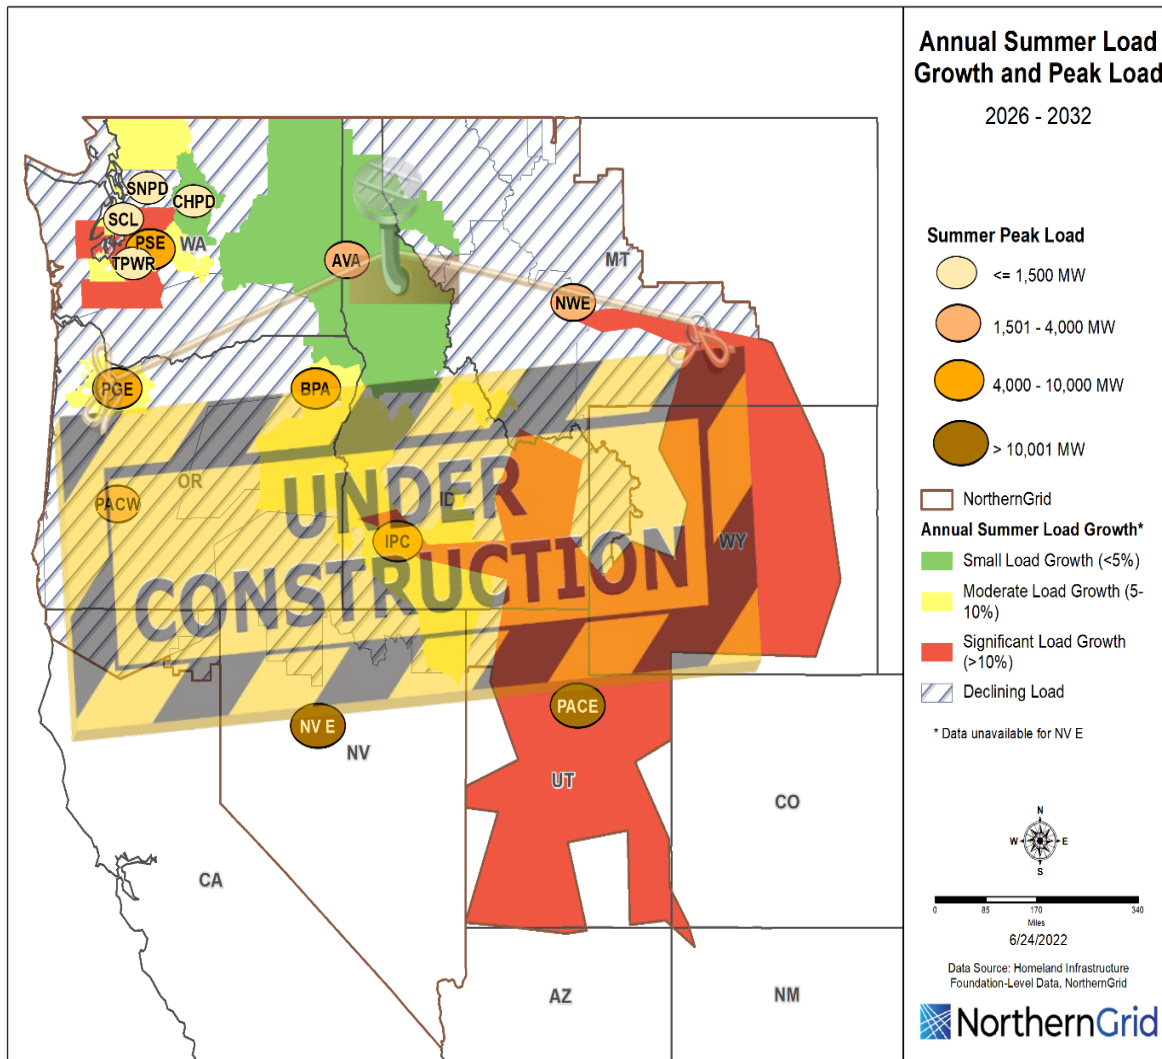 Annual Summer Load
Growth and Peak Load
2026 - 2032
Summer Peak Load
<= 1,500 MW
1,501 - 4,000 MW
4,000 - 10,000 MW
> 10,001 MW
NorthernGrid
Annual Summer Load Growth*
Small Load Growth (<5%)
Moderate Load Growth (5-
10%)
Significant Load Growth
(>10%)
Declining Load
* Data unavailable for NV E
N
W
E
S
0
85
170
340
Miles
6/24/2022
Data Source: Homeland Infrastructure
Foundation-Level Data, NorthernGrid
NorthernGrid
SNPD
CHPD
SCL
PSE
WA
TPWR
AVA
MT
NWE
PGE
BPA
OR
ID
PACW
IPC
WY
UNDER
CONSTRUCTION
PACE
NV E
NV
UT
CO
CA
AZ
NM